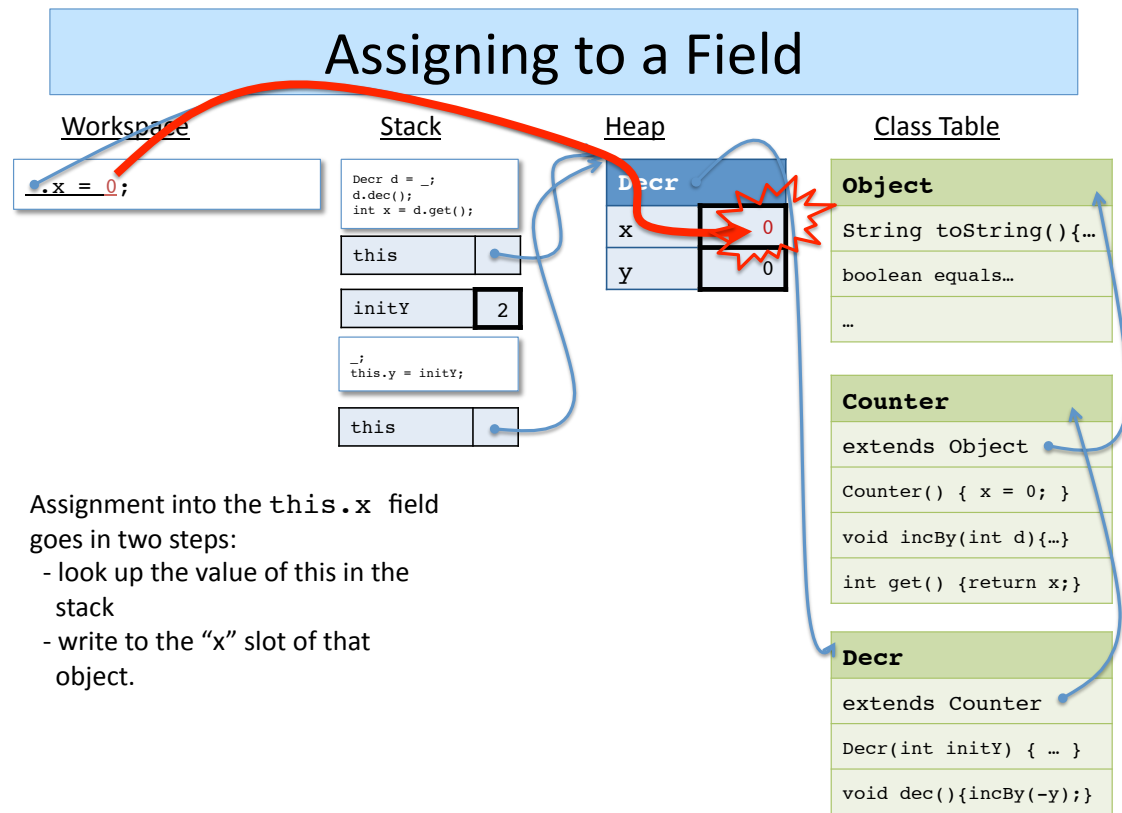 Assigning to a Field
Workspace
.x = 0;
Stack
Decr d = _;
d.dec();
int x = d.get();
this
initY 2
_;
this.y = initY;
this
Heap
Decr
x 0
y 0
Class Table
Object
String toString(){…
boolean equals…
…
Counter
extends Object
Counter() { x = 0; }
void incBy(int d){…}
int get() {return x;}
Decr
extends Counter
Decr(int initY) { … }
void dec(){incBy(-y);}
Assignment into the this.x field
goes in two steps:
- look up the value of this in the
stack
- write to the “x” slot of that
object.